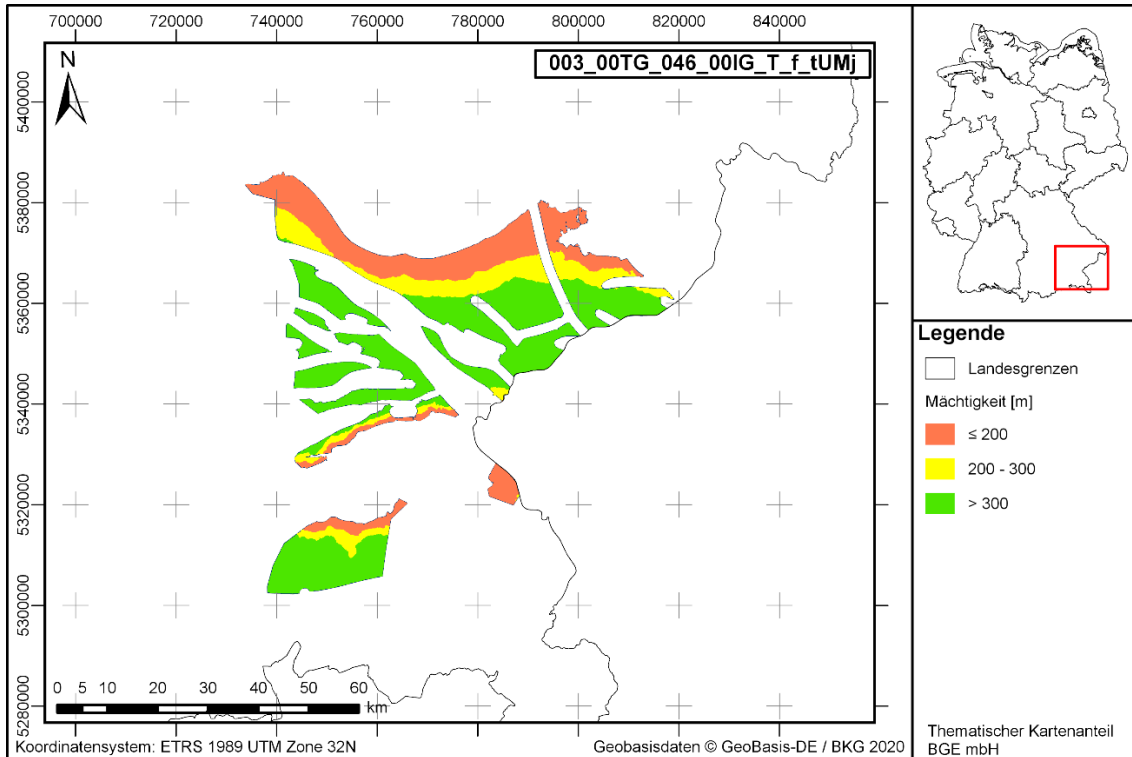 700000 720000 740000 760000 780000 800000 820000 840000
003_00TG_046_00IG_T_f_tUMj
N
5400000
5380000
5360000
5340000
5320000
5300000
5280000
0 5 10 20 30 40 50 60
km
Koordinatensystem: ETRS 1989 UTM Zone 32N
Geobasisdaten © GeoBasis-DE / BKG 2020
Legende
Landesgrenzen
Mächtigkeit [m]
≤ 200
200 - 300
> 300
Thematischer Kartenanteil
BGE mbH